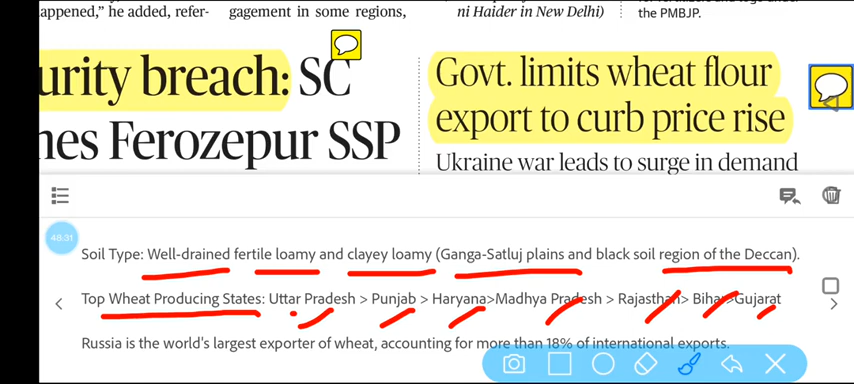 appened,” he added, refer-
gagement in some regions,
ni Haider in New Delhi)
the PMBJP.
urity breach: SC
nes Ferozepur SSP
Govt. limits wheat flour
export to curb price rise
Ukraine war leads to surge in demand
48:31
Soil Type: Well-drained fertile loamy and clayey loamy (Ganga-Satluj plains and black soil region of the Deccan).
Top Wheat Producing States: Uttar Pradesh > Punjab > Haryana>Madhya Pradesh > Rajasthan> Bihar>Gujarat
Russia is the world's largest exporter of wheat, accounting for more than 18% of international exports.